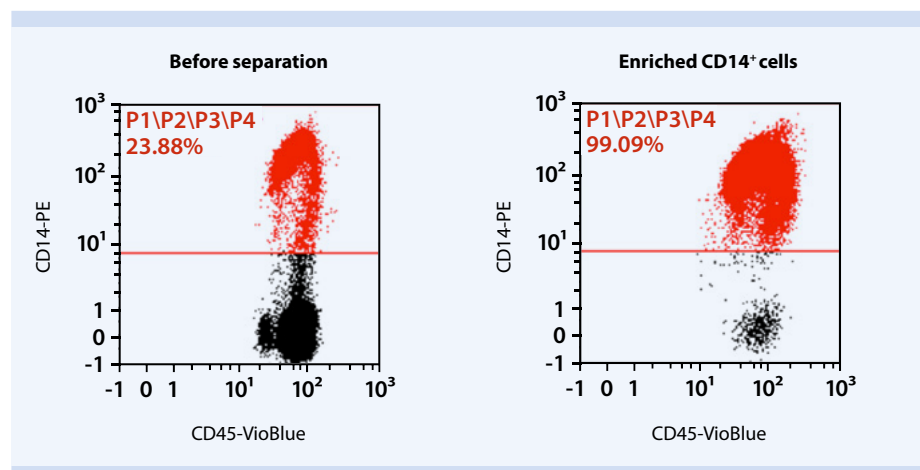 Before separation
P1\P2\P3\P4
23.88%
CD14-PE
10³
10²
10¹
1
0
-1
-1 0 1 10¹ 10² 10³
CD45-VioBlue
Enriched CD14⁺ cells
P1\P2\P3\P4
99.09%
CD14-PE
10³
10²
10¹
1
0
-1
-1 0 1 10¹ 10² 10³
CD45-VioBlue